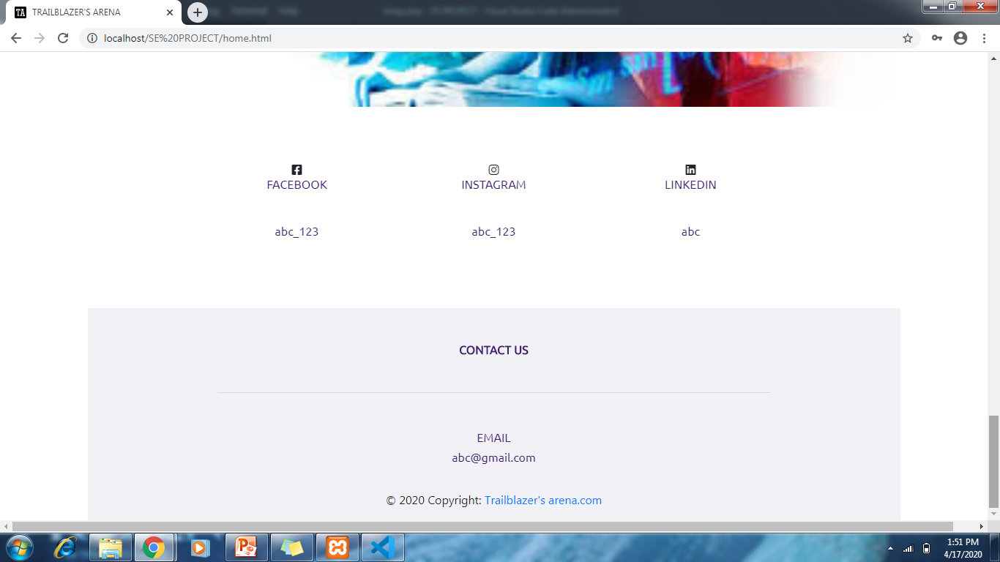 TRAILBLAZER'S ARENA
localhost/SE%20PROJECT/home.html
FACEBOOK INSTAGRAM LINKEDIN
abc_123 abc_123 abc
CONTACT US
EMAIL
abc@gmail.com
© 2020 Copyright: Trailblazer's arena.com
1:51 PM
4/17/2020